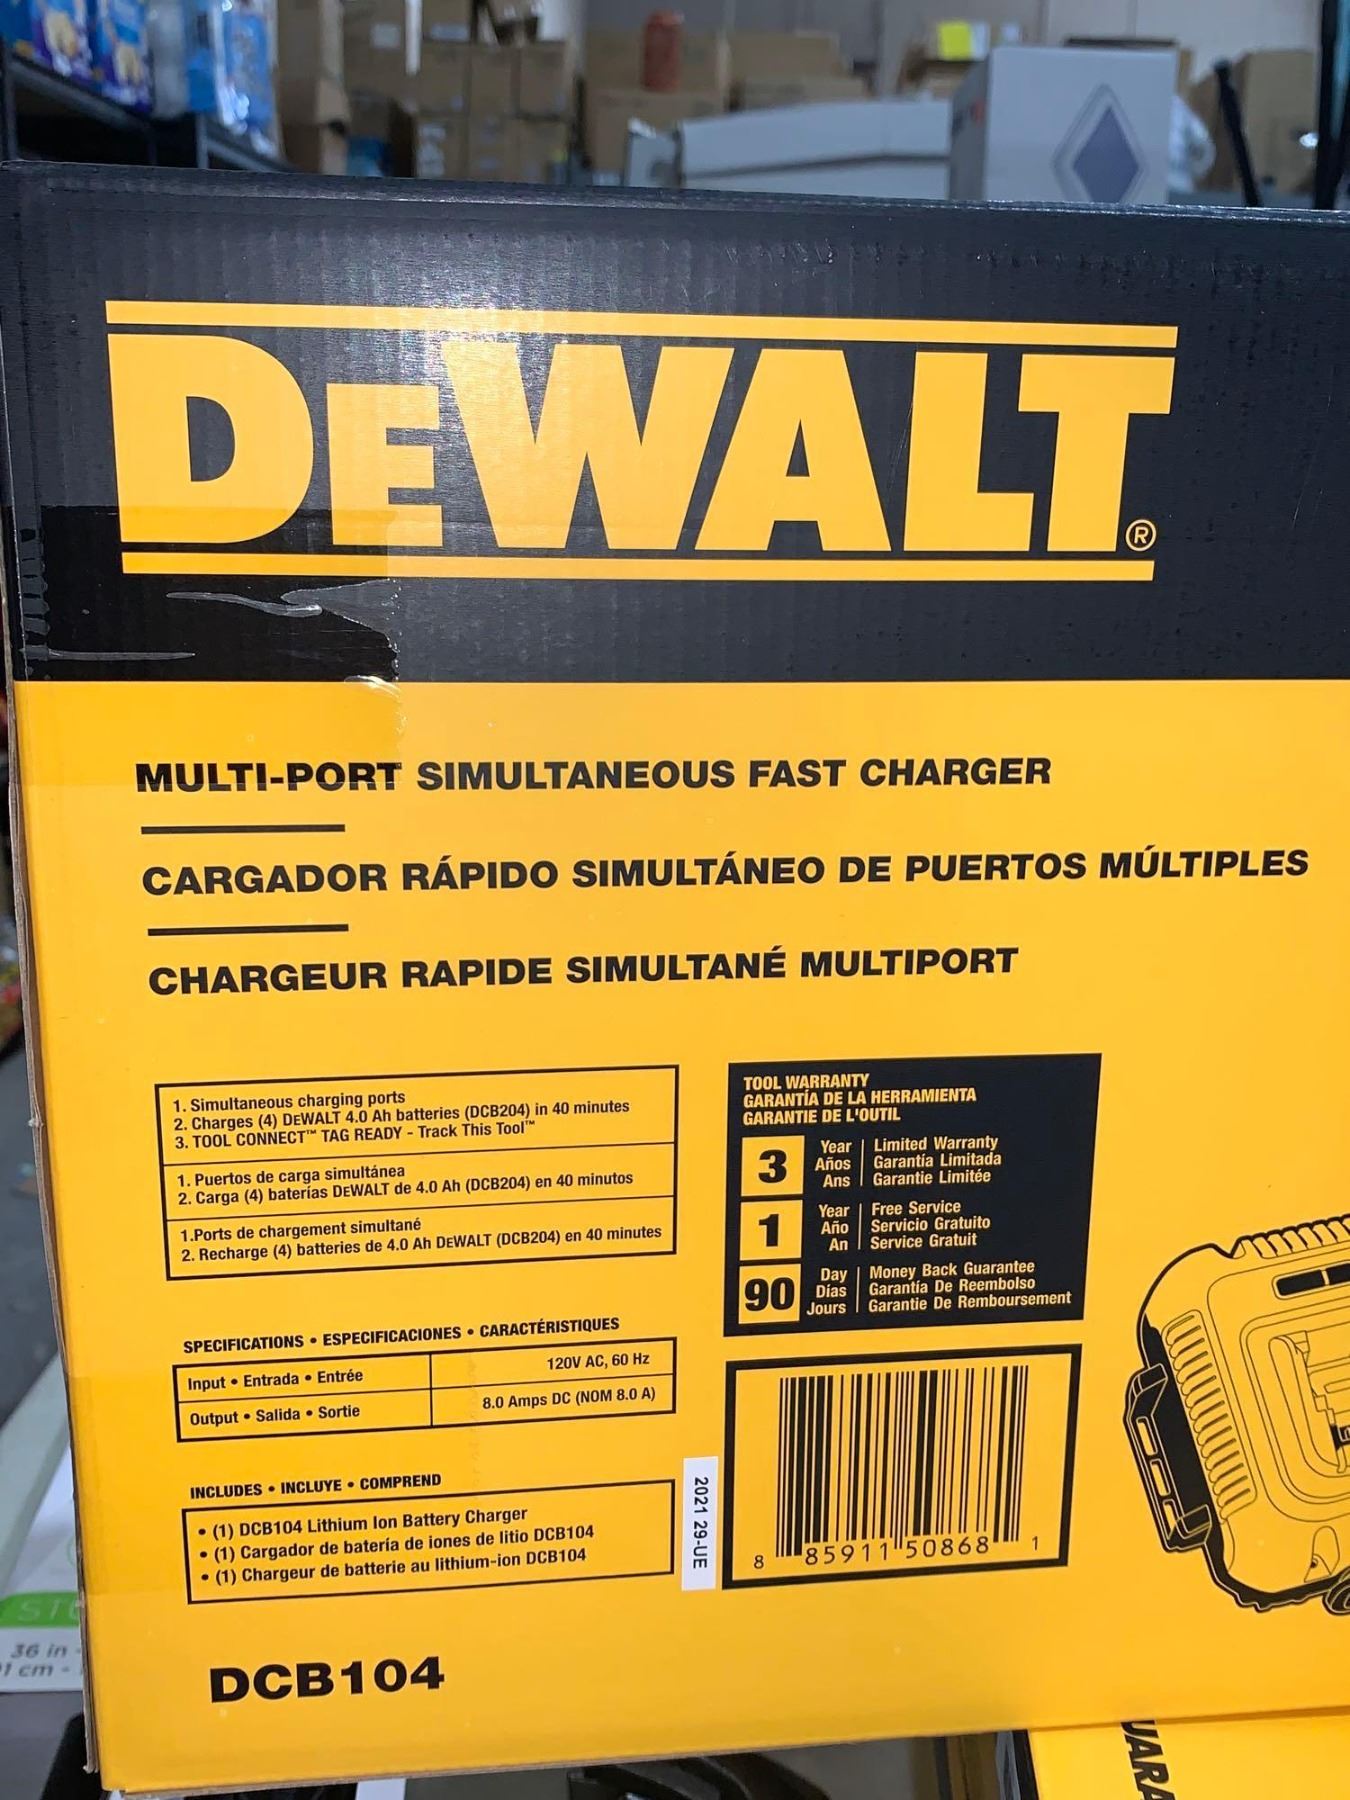 DEWALT®
MULTI-PORT SIMULTANEOUS FAST CHARGER
CARGADOR RÁPIDO SIMULTÁNEO DE PUERTOS MÚLTIPLES
CHARGEUR RAPIDE SIMULTANÉ MULTIPORT
1. Simultaneous charging ports
2. Charges (4) DEWALT 4.0 Ah batteries (DCB204) in 40 minutes
3. TOOL CONNECT™ TAG READY - Track This Tool™
1. Puertos de carga simultánea
2. Carga (4) baterías DEWALT de 4.0 Ah (DCB204) en 40 minutos
1.Ports de chargement simultané
2. Recharge (4) batteries de 4.0 Ah DEWALT (DCB204) en 40 minutes
TOOL WARRANTY
GARANTÍA DE LA HERRAMIENTA
GARANTIE DE L'OUTIL
3
Year | Limited Warranty
Años | Garantía Limitada
Ans | Garantie Limitée
1
Year | Free Service
Año | Servicio Gratuito
An | Service Gratuit
90
Day | Money Back Guarantee
Días | Garantía De Reembolso
Jours | Garantie De Remboursement
SPECIFICATIONS • ESPECIFICACIONES • CARACTÉRISTIQUES
Input • Entrada • Entrée 120V AC, 60 Hz
Output • Salida • Sortie 8.0 Amps DC (NOM 8.0 A)
INCLUDES • INCLUYE • COMPREND
• (1) DCB104 Lithium Ion Battery Charger
• (1) Cargador de batería de iones de litio DCB104
• (1) Chargeur de batterie au lithium-ion DCB104
2021 29-UE
8 85911 50868 1
DCB104
36 in -